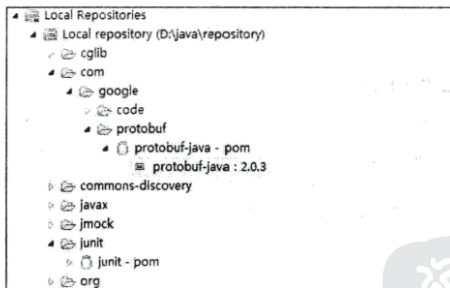 Local Repositories
Local repository (D:\java\repository)
cglib
com
google
code
protobuf
protobuf-java - pom
protobuf-java : 2.0.3
commons-discovery
javax
jmock
junit
junit - pom
org